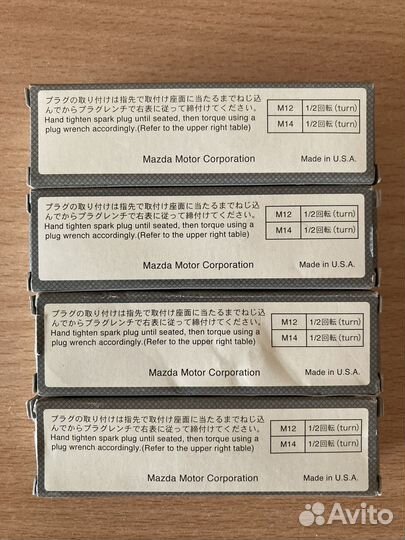 プラグの取り付けは指先で取付け座面に当たるまでねじ込
んでからプラグレンチで右表に従って締付けてください。
Hand tighten spark plug until seated, then torque using a
plug wrench accordingly.(Refer to the upper right table)
M12 1/2回転(turn)
M14 1/2回転(turn)
Mazda Motor Corporation Made in U.S.A.
プラグの取り付けは指先で取付け座面に当たるまでねじ込
んでからプラグレンチで右表に従って締付けてください。
Hand tighten spark plug until seated, then torque using a
plug wrench accordingly.(Refer to the upper right table)
M12 1/2回転(turn)
M14 1/2回転(turn)
Mazda Motor Corporation Made in U.S.A.
プラグの取り付けは指先で取付け座面に当たるまでねじ込
んでからプラグレンチで右表に従って締付けてください。
Hand tighten spark plug until seated, then torque using a
plug wrench accordingly.(Refer to the upper right table)
M12 1/2回転(turn)
M14 1/2回転(turn)
Mazda Motor Corporation Made in U.S.A.
プラグの取り付けは指先で取付け座面に当たるまでねじ込
んでからプラグレンチで右表に従って締付けてください。
Hand tighten spark plug until seated, then torque using a
plug wrench accordingly.(Refer to the upper right table)
M12 1/2回転(turn)
M14 1/2回転(turn)
Mazda Motor Corporation Made in U.S.A.
Avito